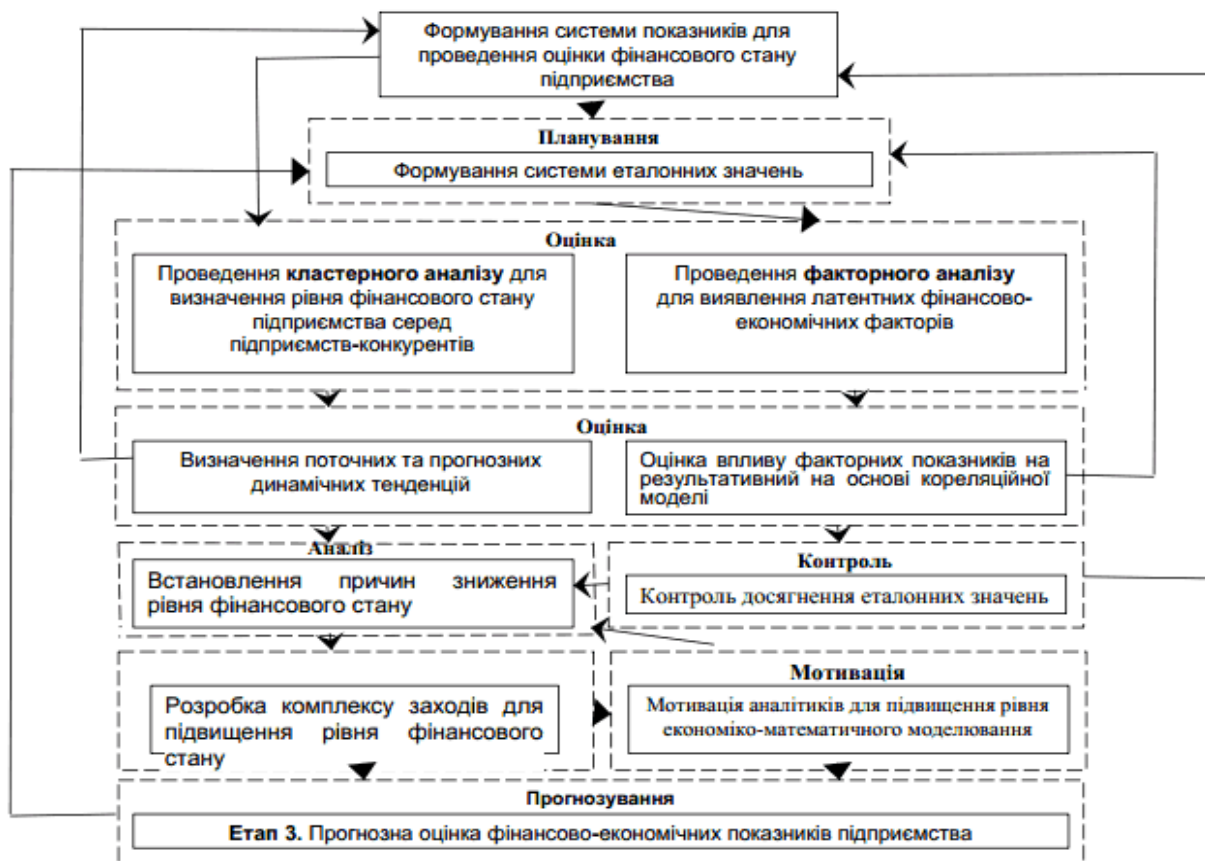 Формування системи показників для
проведення оцінки фінансового стану
підприємства
Планування
Формування системи еталонних значень
Оцінка
Проведення кластерного аналізу для
визначення рівня фінансового стану
підприємства серед
підприємств-конкурентів
Проведення факторного аналізу
для виявлення латентних фінансово-
економічних факторів
Оцінка
Визначення поточних та прогнозних
динамічних тенденцій
Оцінка впливу факторних показників на
результативний на основі кореляційної
моделі
Аналіз
Встановлення причин зниження
рівня фінансового стану
Контроль
Контроль досягнення еталонних значень
Розробка комплексу заходів для
підвищення рівня фінансового
стану
Мотивація
Мотивація аналітиків для підвищення рівня
економіко-математичного моделювання
Прогнозування
Етап 3. Прогнозна оцінка фінансово-економічних показників підприємства